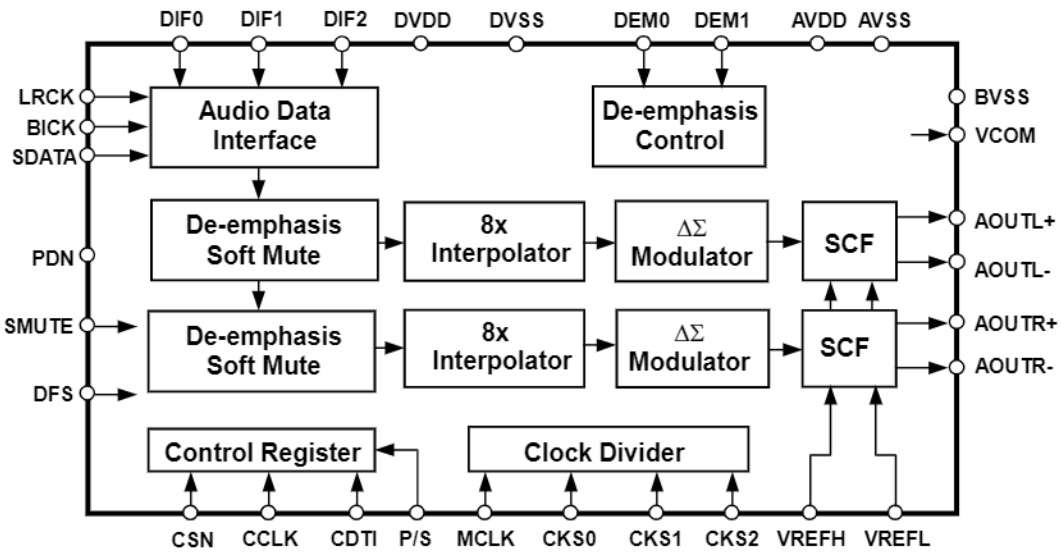 DIF0 DIF1 DIF2 DVDD DVSS DEM0 DEM1 AVDD AVSS
LRCK
BICK
SDATA
Audio Data
Interface
De-emphasis
Control
BVSS
VCOM
PDN
De-emphasis
Soft Mute
8x
Interpolator
ΔΣ
Modulator
SCF
AOUTL+
AOUTL-
SMUTE
DFS
De-emphasis
Soft Mute
8x
Interpolator
ΔΣ
Modulator
SCF
AOUTR+
AOUTR-
Control Register
Clock Divider
CSN CCLK CDTI P/S MCLK CKS0 CKS1 CKS2 VREFH VREFL